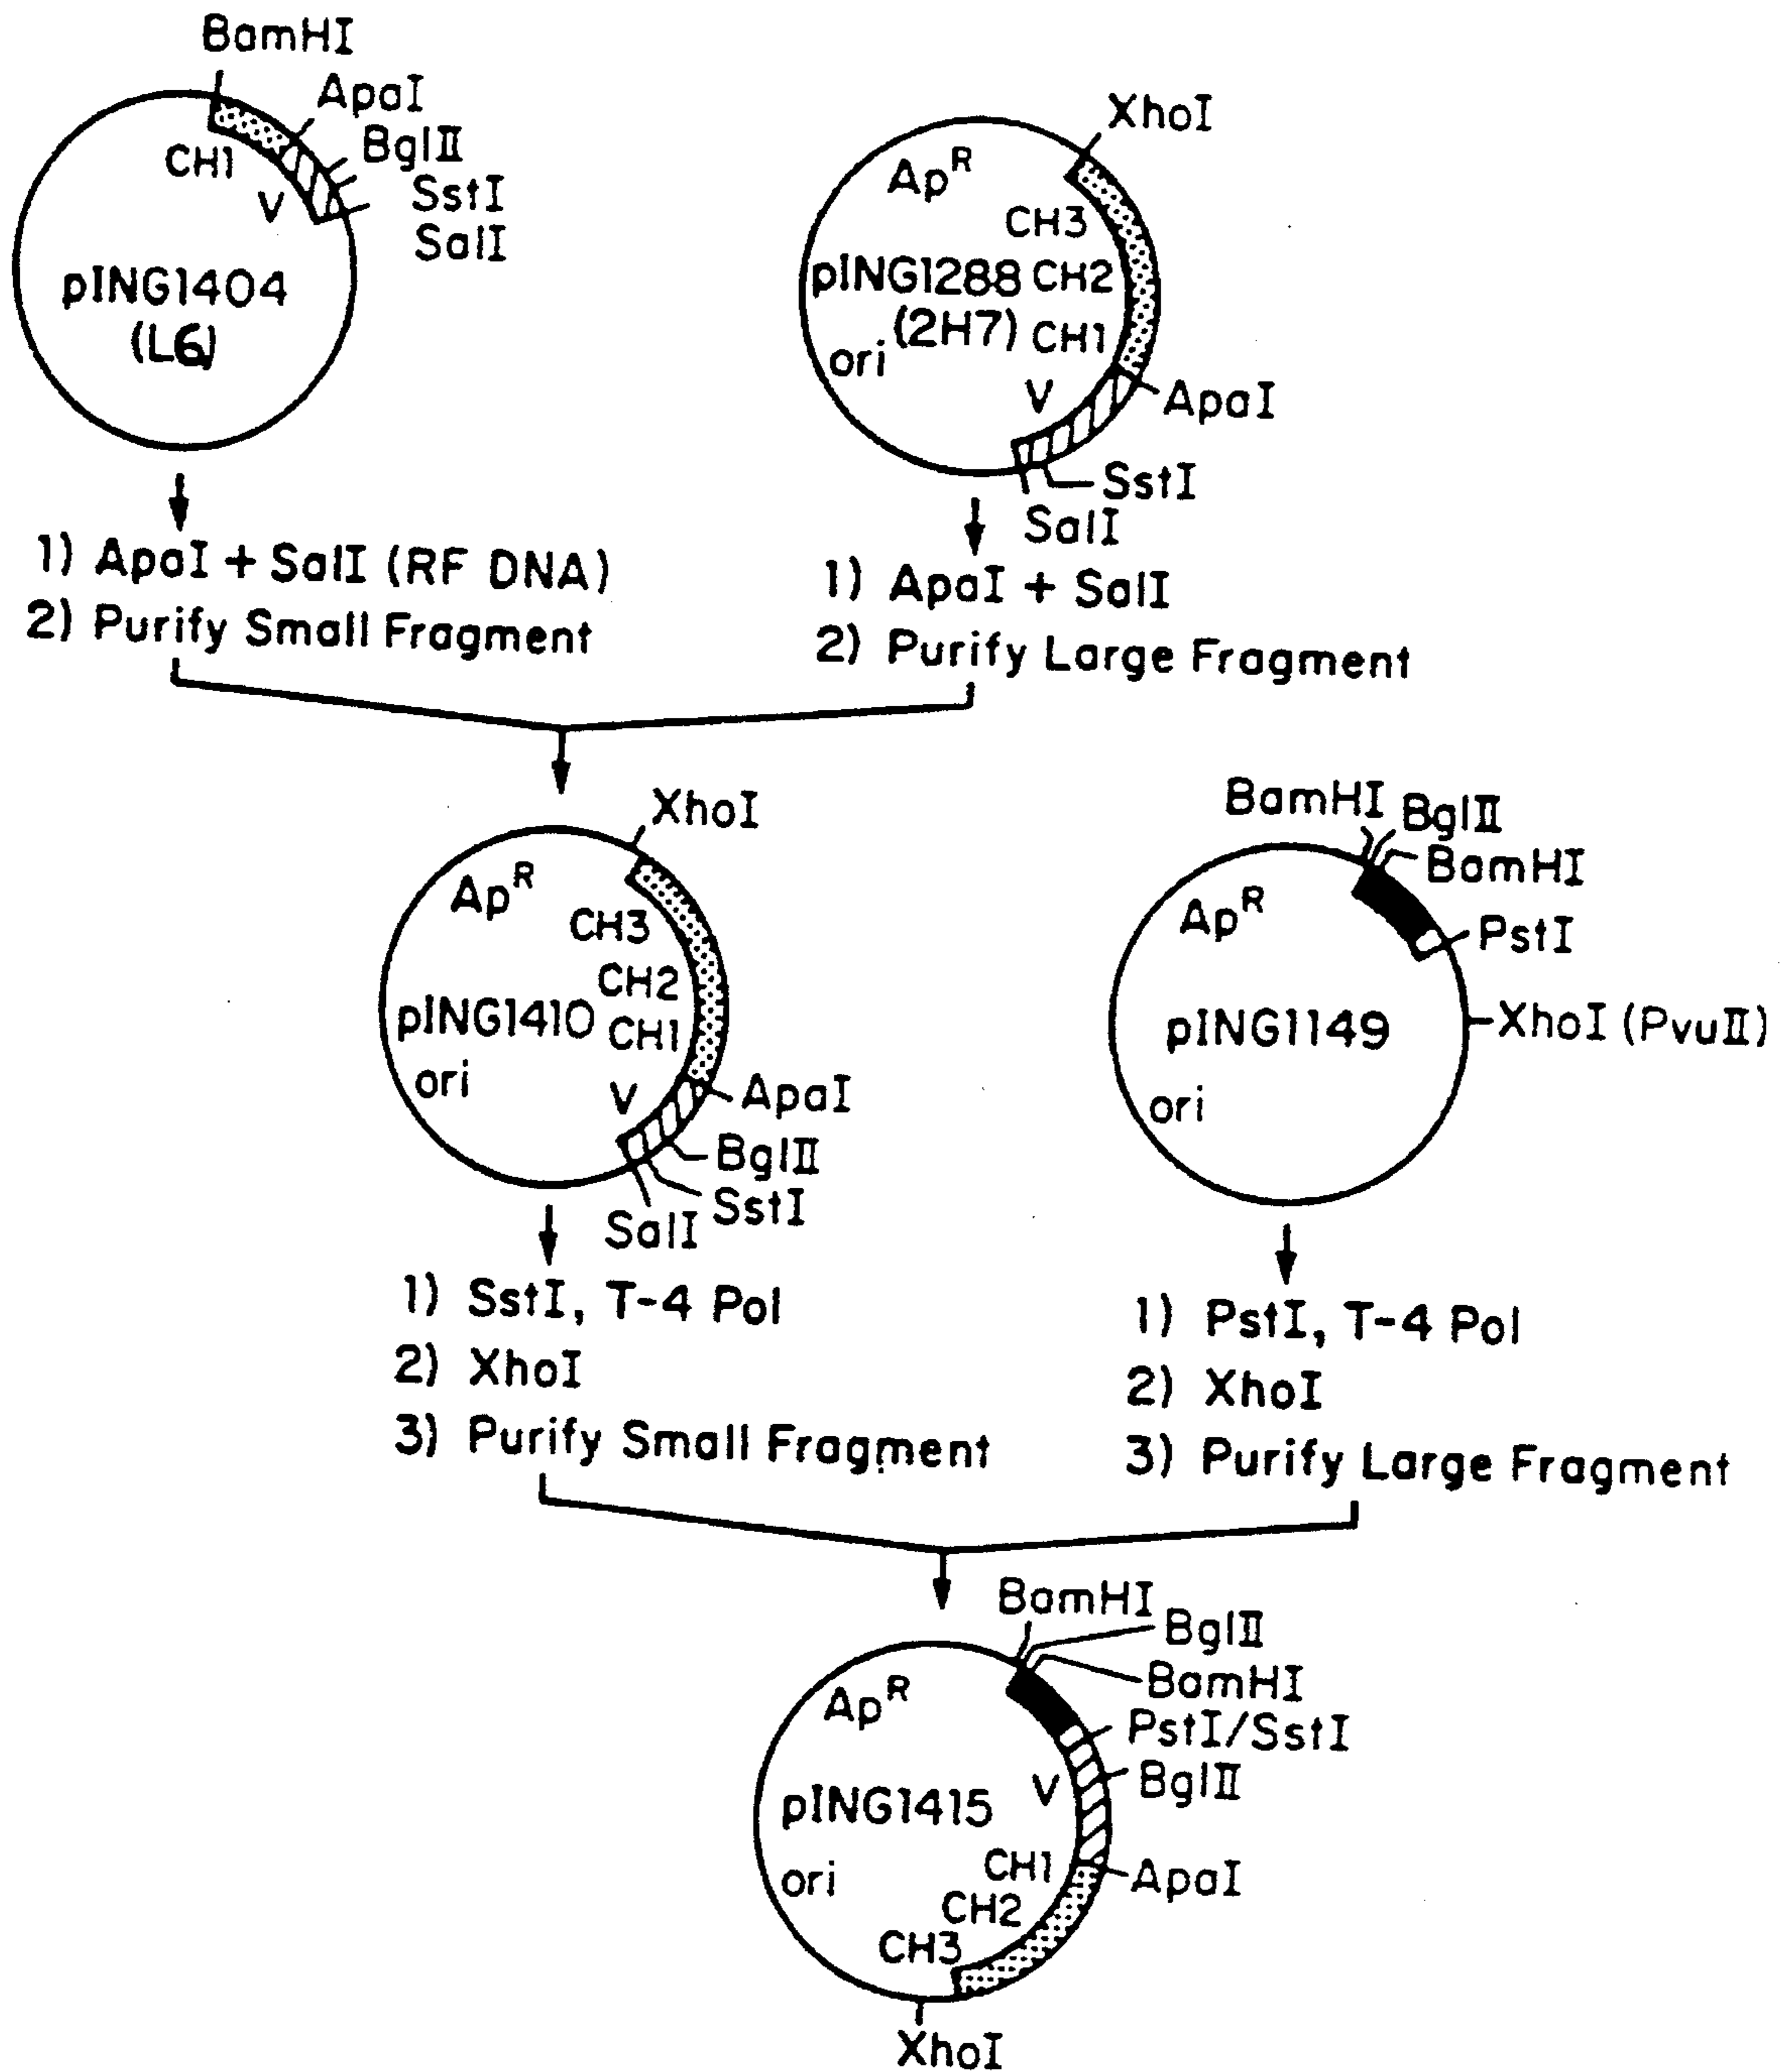 BamHI
ApaI
BglII
SstI
SalI
CH1
V
pING1404
(L6)
XhoI
Ap^R
CH3
pING1288 CH2
(2H7) CH1
ori
V
ApaI
SstI
SalI
1) ApaI + SalI (RF DNA)
2) Purify Small Fragment
1) ApaI + SalI
2) Purify Large Fragment
XhoI
Ap^R
CH3
CH2
pING1410 CH1
ori
V
ApaI
BglII
SstI
SalI
BamHI BglII
BamHI
Ap^R
PstI
pING1149
XhoI (PvuII)
ori
1) SstI, T-4 Pol
2) XhoI
3) Purify Small Fragment
1) PstI, T-4 Pol
2) XhoI
3) Purify Large Fragment
BamHI
BglII
BamHI
Ap^R
PstI/SstI
V
BglII
pING1415
ori
CH1
ApaI
CH2
CH3
XhoI